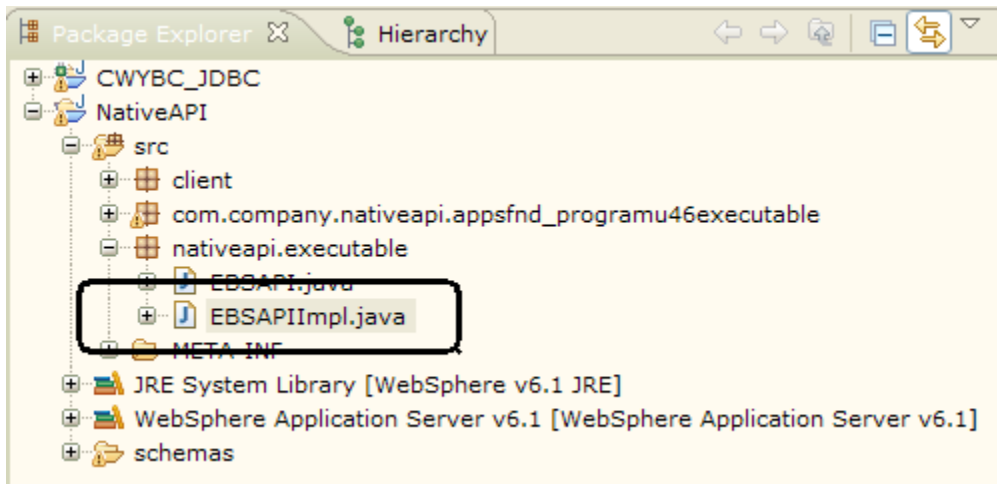 Package Explorer Hierarchy
CWYBC_JDBC
NativeAPI
src
client
com.company.nativeapi.appsfnd_programu46executable
nativeapi.executable
EBSAPI.java
EBSAPIImpl.java
META-INF
JRE System Library [WebSphere v6.1 JRE]
WebSphere Application Server v6.1 [WebSphere Application Server v6.1]
schemas